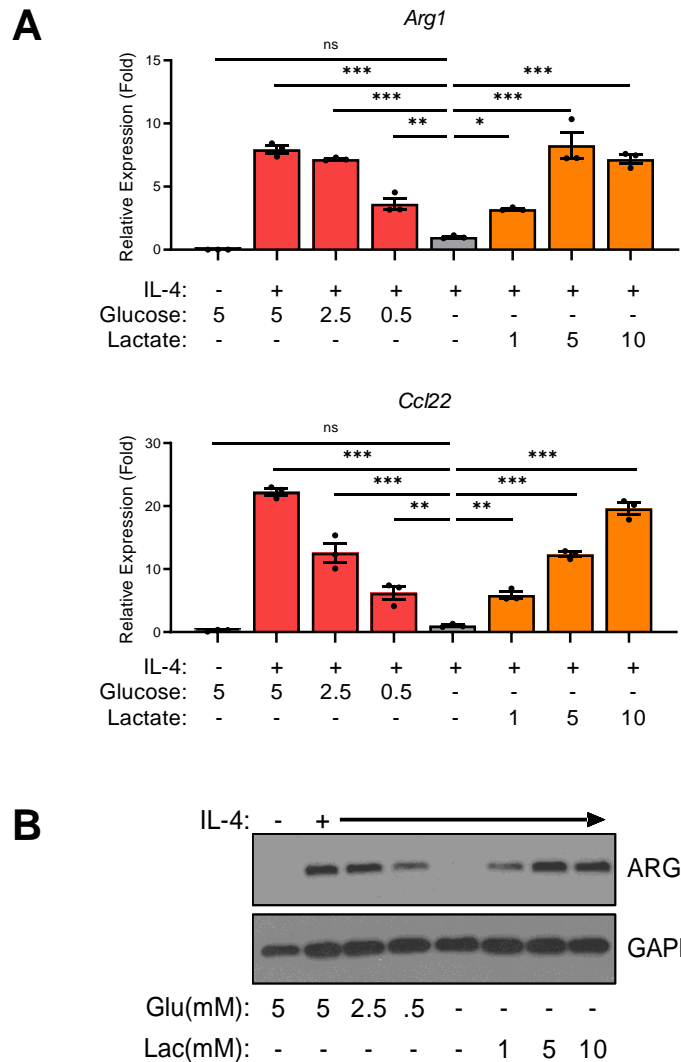 A
Arg1
ns
*** ***
*** ***
** *
Relative Expression (Fold)
15
10
5
0
IL-4: - + + + + + + +
Glucose: 5 5 2.5 0.5 - - - -
Lactate: - - - - - 1 5 10
Ccl22
ns
*** ***
*** ***
** **
Relative Expression (Fold)
30
20
10
0
IL-4: - + + + + + + +
Glucose: 5 5 2.5 0.5 - - - -
Lactate: - - - - - 1 5 10
B
IL-4: - +
ARG
GAP
Glu(mM): 5 5 2.5 .5 - - - -
Lac(mM): - - - - - 1 5 10